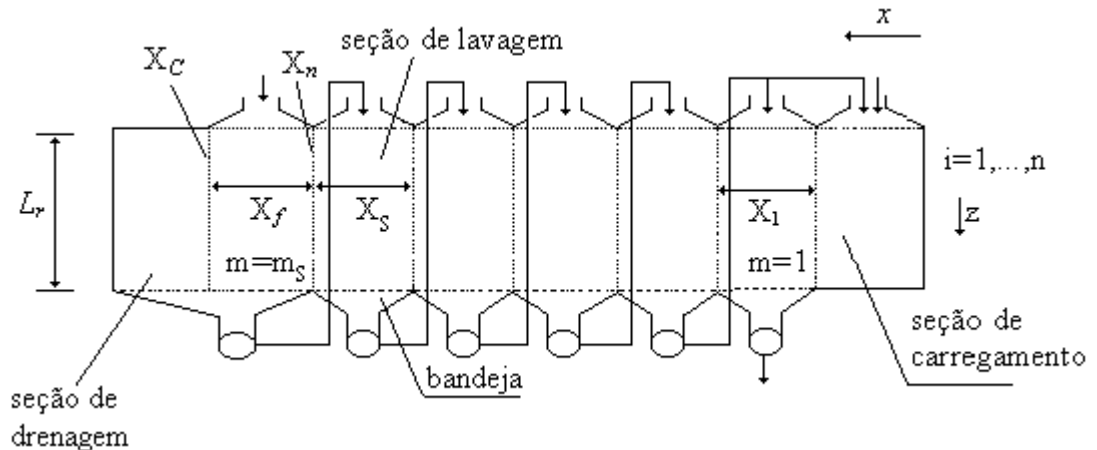 x
seção de lavagem
X_C
X_n
i=1,...,n
L_r
z
X_f
X_S
X_1
m=m_S
m=1
seção de
carregamento
bandeja
seção de
drenagem